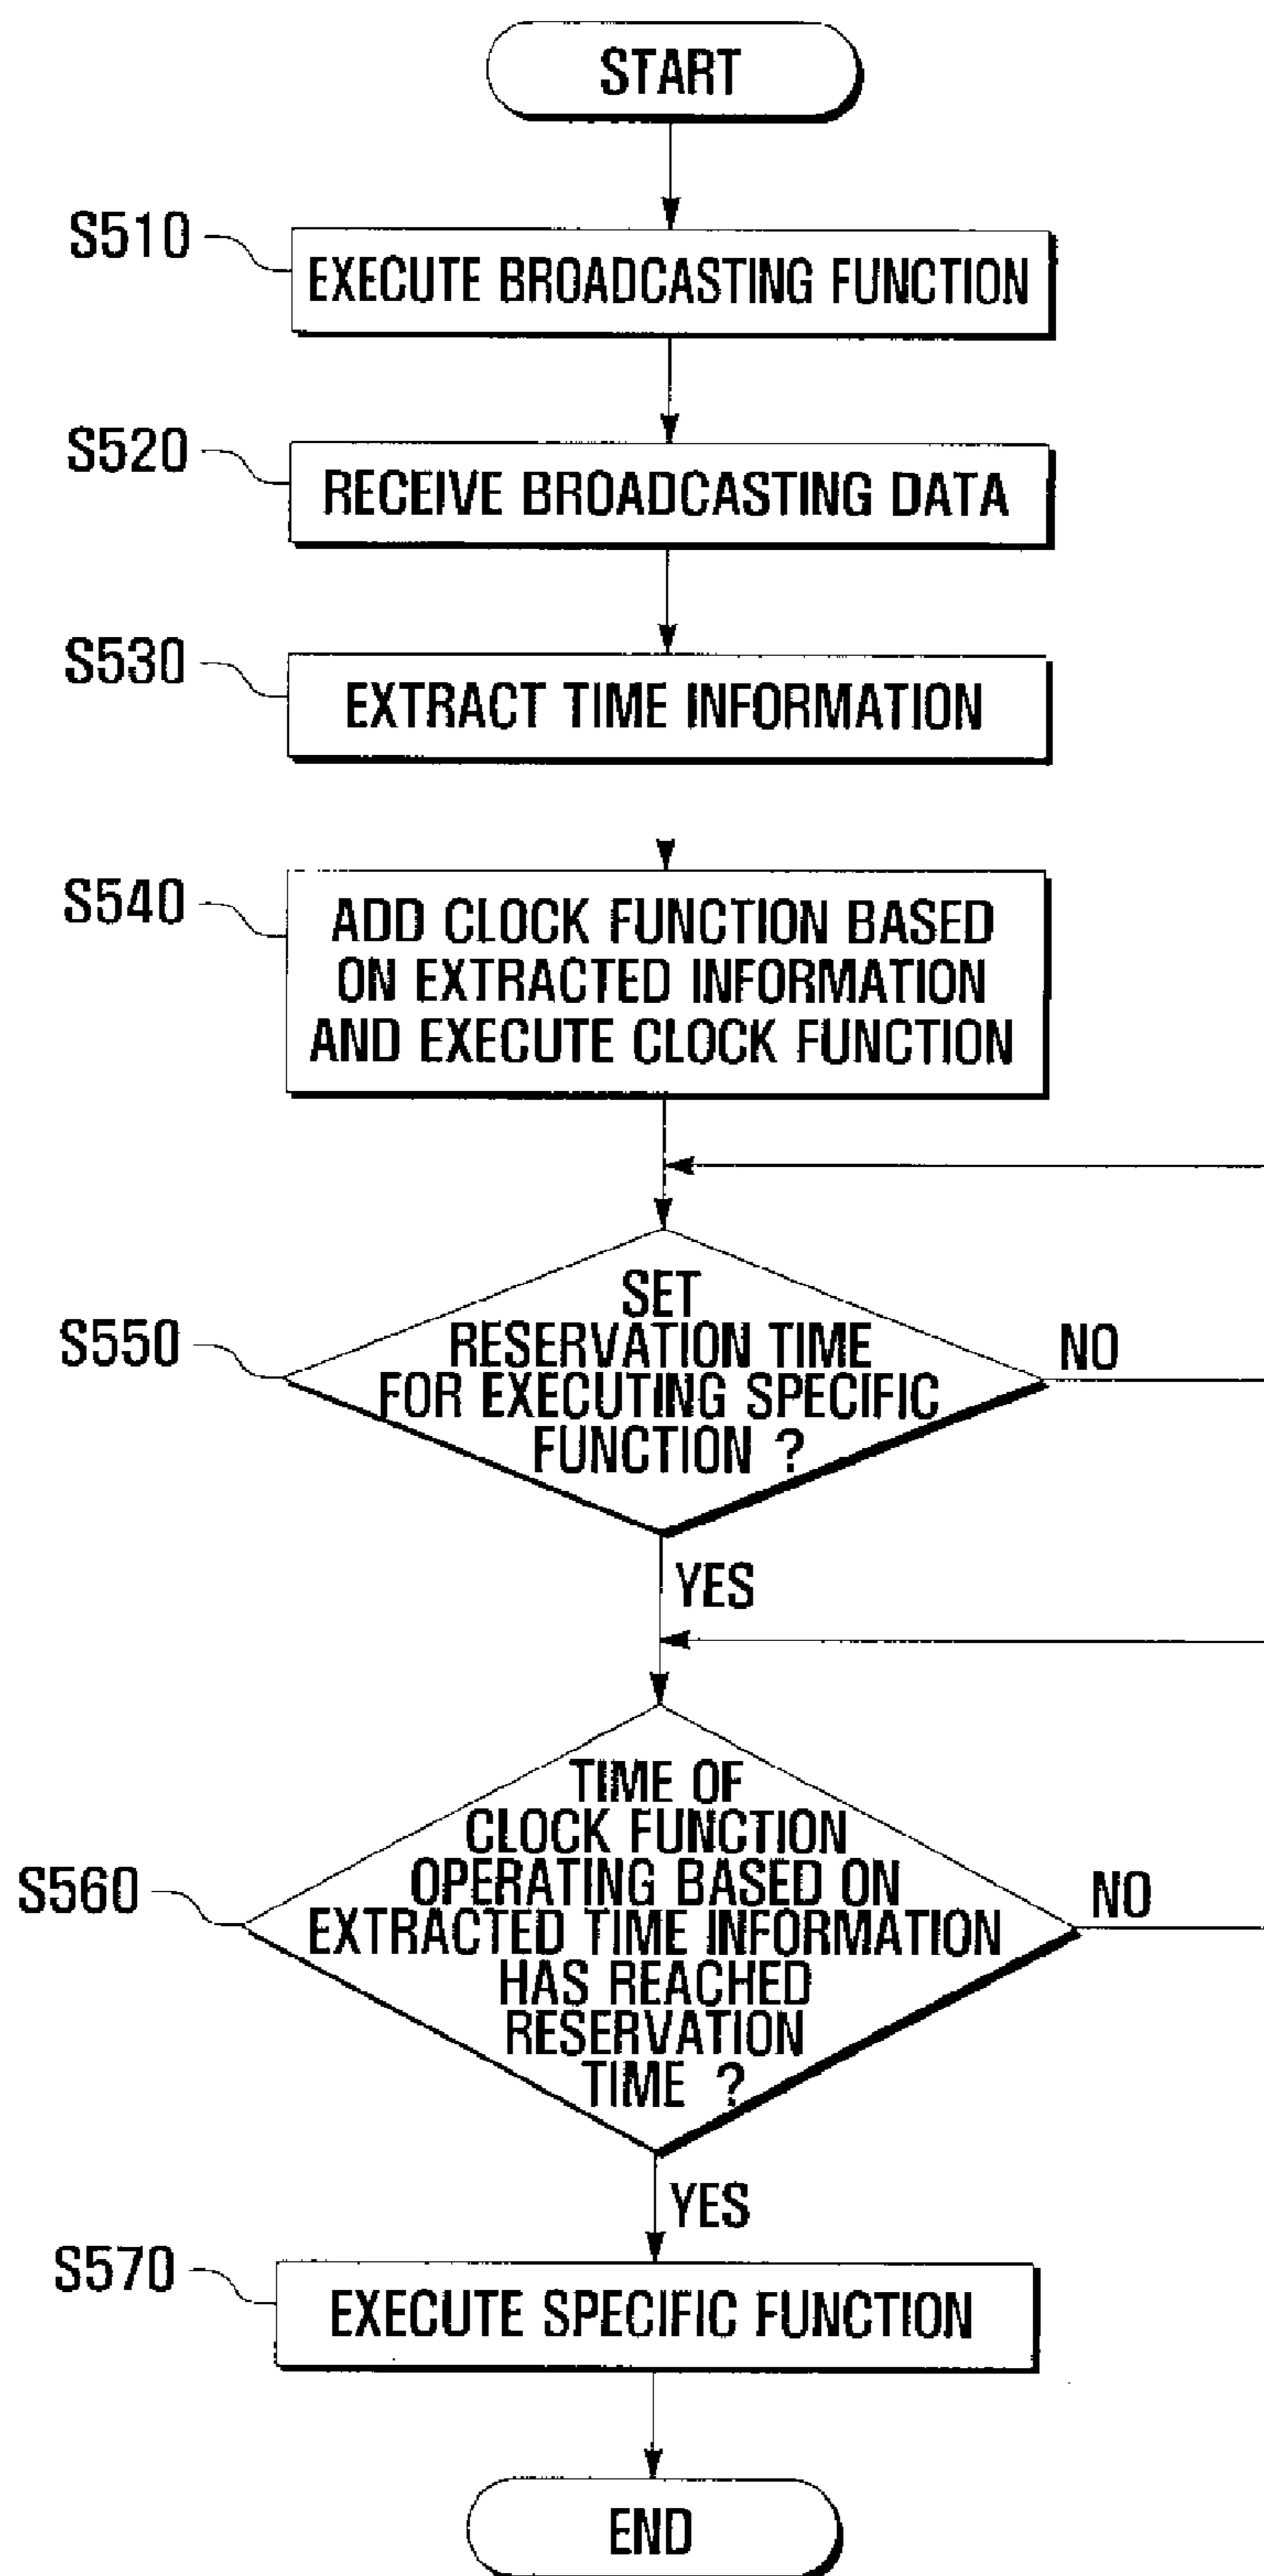 START
S510
EXECUTE BROADCASTING FUNCTION
S520
RECEIVE BROADCASTING DATA
S530
EXTRACT TIME INFORMATION
S540
ADD CLOCK FUNCTION BASED
ON EXTRACTED INFORMATION
AND EXECUTE CLOCK FUNCTION
S550
SET
RESERVATION TIME
FOR EXECUTING SPECIFIC
FUNCTION ?
NO
YES
S560
TIME OF
CLOCK FUNCTION
OPERATING BASED ON
EXTRACTED TIME INFORMATION
HAS REACHED
RESERVATION
TIME ?
NO
YES
S570
EXECUTE SPECIFIC FUNCTION
END